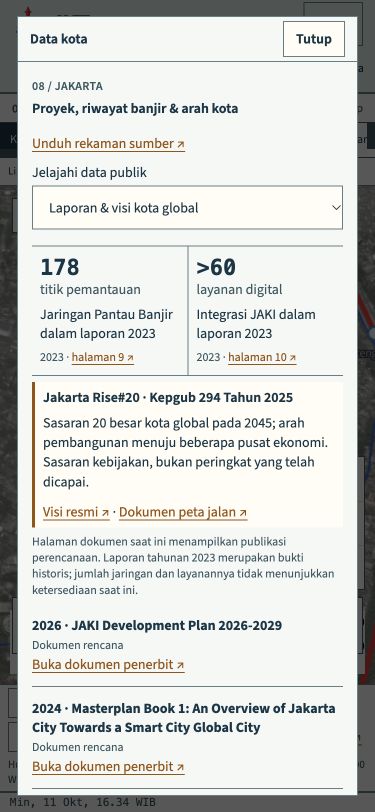 Data kota
Tutup
08 / JAKARTA
Proyek, riwayat banjir & arah kota
Unduh rekaman sumber ↗
Jelajahi data publik
Laporan & visi kota global
178
titik pemantauan
Jaringan Pantau Banjir
dalam laporan 2023
2023 · halaman 9 ↗
>60
layanan digital
Integrasi JAKI dalam
laporan 2023
2023 · halaman 10 ↗
Jakarta Rise#20 · Kepgub 294 Tahun 2025
Sasaran 20 besar kota global pada 2045; arah
pembangunan menuju beberapa pusat ekonomi.
Sasaran kebijakan, bukan peringkat yang telah
dicapai.
Visi resmi ↗ · Dokumen peta jalan ↗
Halaman dokumen saat ini menampilkan publikasi
perencanaan. Laporan tahunan 2023 merupakan bukti
historis; jumlah jaringan dan layanannya tidak menunjukkan
ketersediaan saat ini.
2026 · JAKI Development Plan 2026-2029
Dokumen rencana
Buka dokumen penerbit ↗
2024 · Masterplan Book 1: An Overview of Jakarta
City Towards a Smart City Global City
Dokumen rencana
Buka dokumen penerbit ↗
Min, 11 Okt, 16.34 WIB